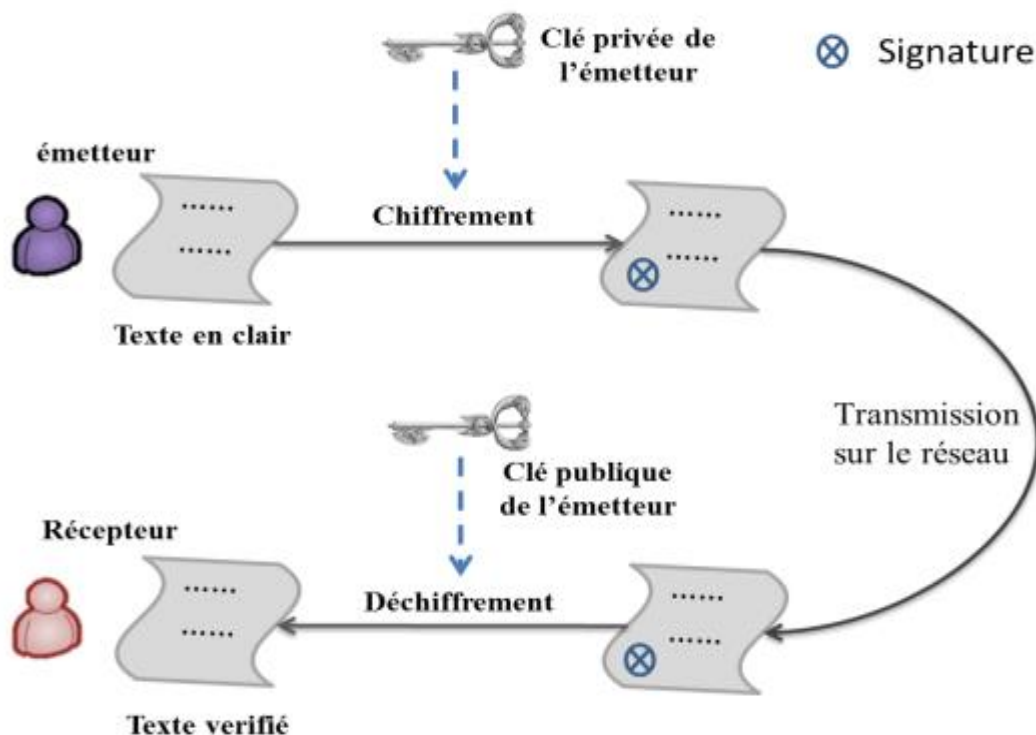 Clé privée de
l'émetteur
Signature
émetteur
......
......
Chiffrement
......
......
Texte en clair
Transmission
sur le réseau
Clé publique
de l'émetteur
Récepteur
......
......
Déchiffrement
......
......
Texte verifié